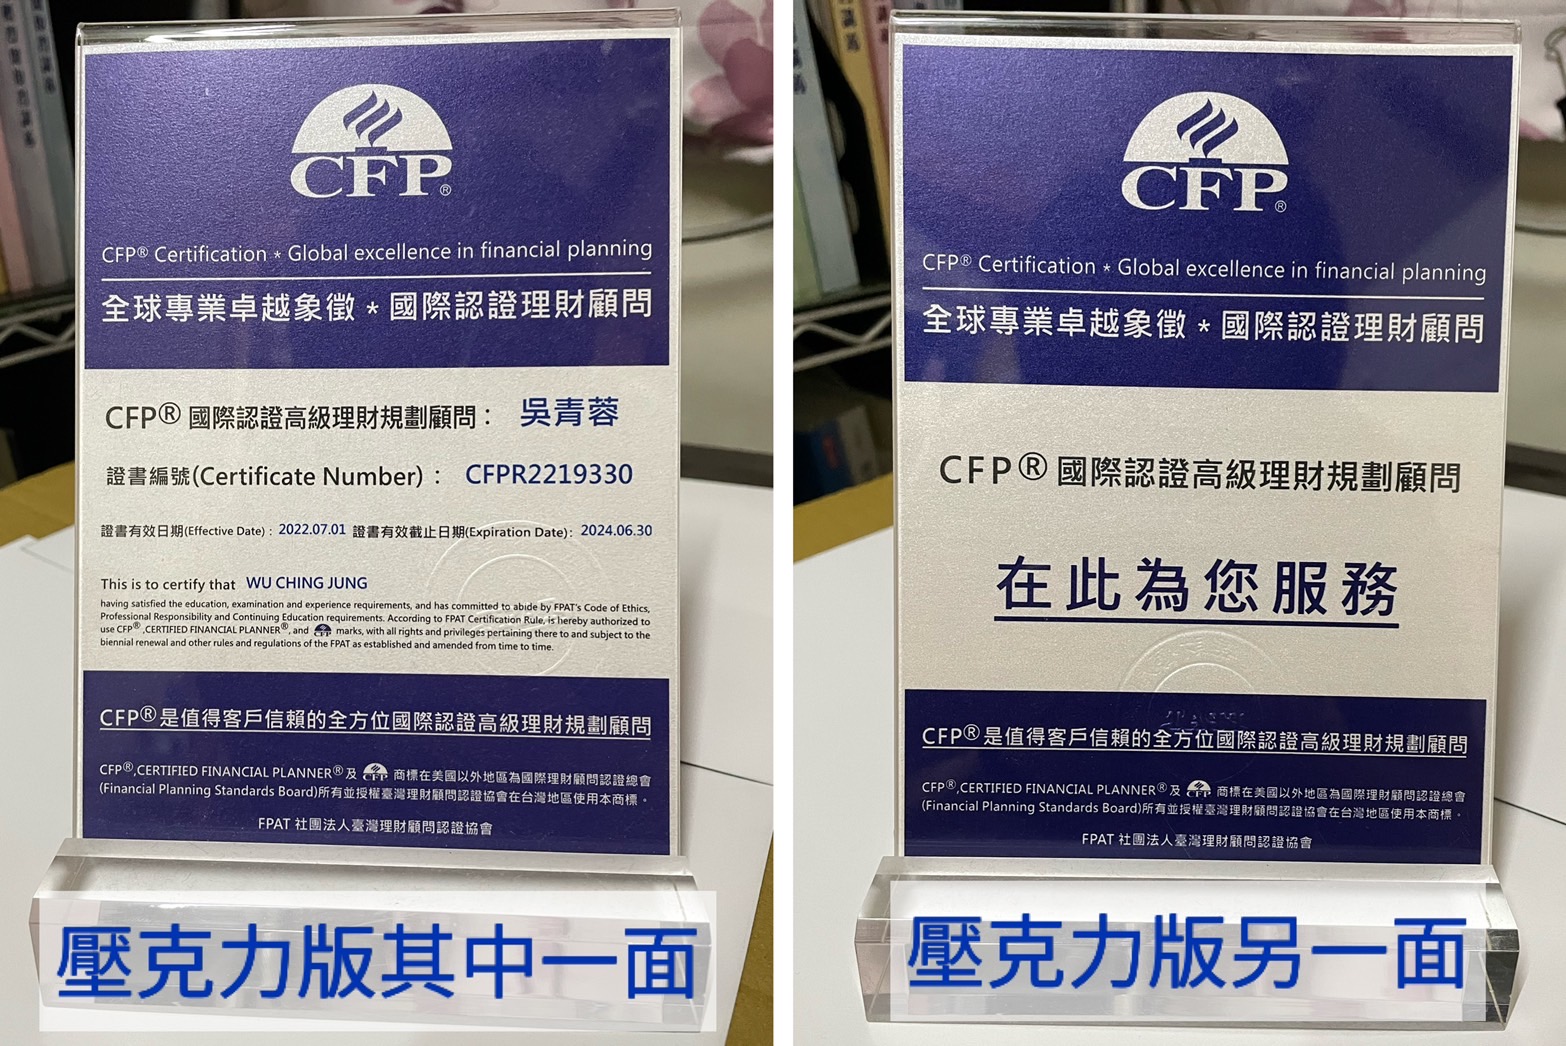 CFP®
CFP® Certification * Global excellence in financial planning
全球專業卓越象徵 * 國際認證理財顧問
CFP® 國際認證高級理財規劃顧問： 吳青蓉
證書編號(Certificate Number)： CFPR2219330
證書有效日期(Effective Date)： 2022.07.01 證書有效截止日期(Expiration Date)： 2024.06.30
This is to certify that WU CHING JUNG
having satisfied the education, examination and experience requirements, and has committed to abide by FPAT's Code of Ethics,
Professional Responsibility and Continuing Education requirements. According to FPAT Certification Rule, is hereby authorized to
use CFP®,CERTIFIED FINANCIAL PLANNER®, and CFP marks, with all rights and privileges pertaining there to and subject to the
biennial renewal and other rules and regulations of the FPAT as established and amended from time to time.
CFP®是值得客戶信賴的全方位國際認證高級理財規劃顧問
CFP®,CERTIFIED FINANCIAL PLANNER®及 CFP 商標在美國以外地區為國際理財顧問認證總會
(Financial Planning Standards Board)所有並授權臺灣理財顧問認證協會在台灣地區使用本商標。
FPAT 社團法人臺灣理財顧問認證協會
壓克力版其中一面
CFP®
CFP® Certification * Global excellence in financial planning
全球專業卓越象徵 * 國際認證理財顧問
CFP® 國際認證高級理財規劃顧問
在此為您服務
CFP®是值得客戶信賴的全方位國際認證高級理財規劃顧問
CFP®,CERTIFIED FINANCIAL PLANNER®及 CFP 商標在美國以外地區為國際理財顧問認證總會
(Financial Planning Standards Board)所有並授權臺灣理財顧問認證協會在台灣地區使用本商標。
FPAT 社團法人臺灣理財顧問認證協會
壓克力版另一面